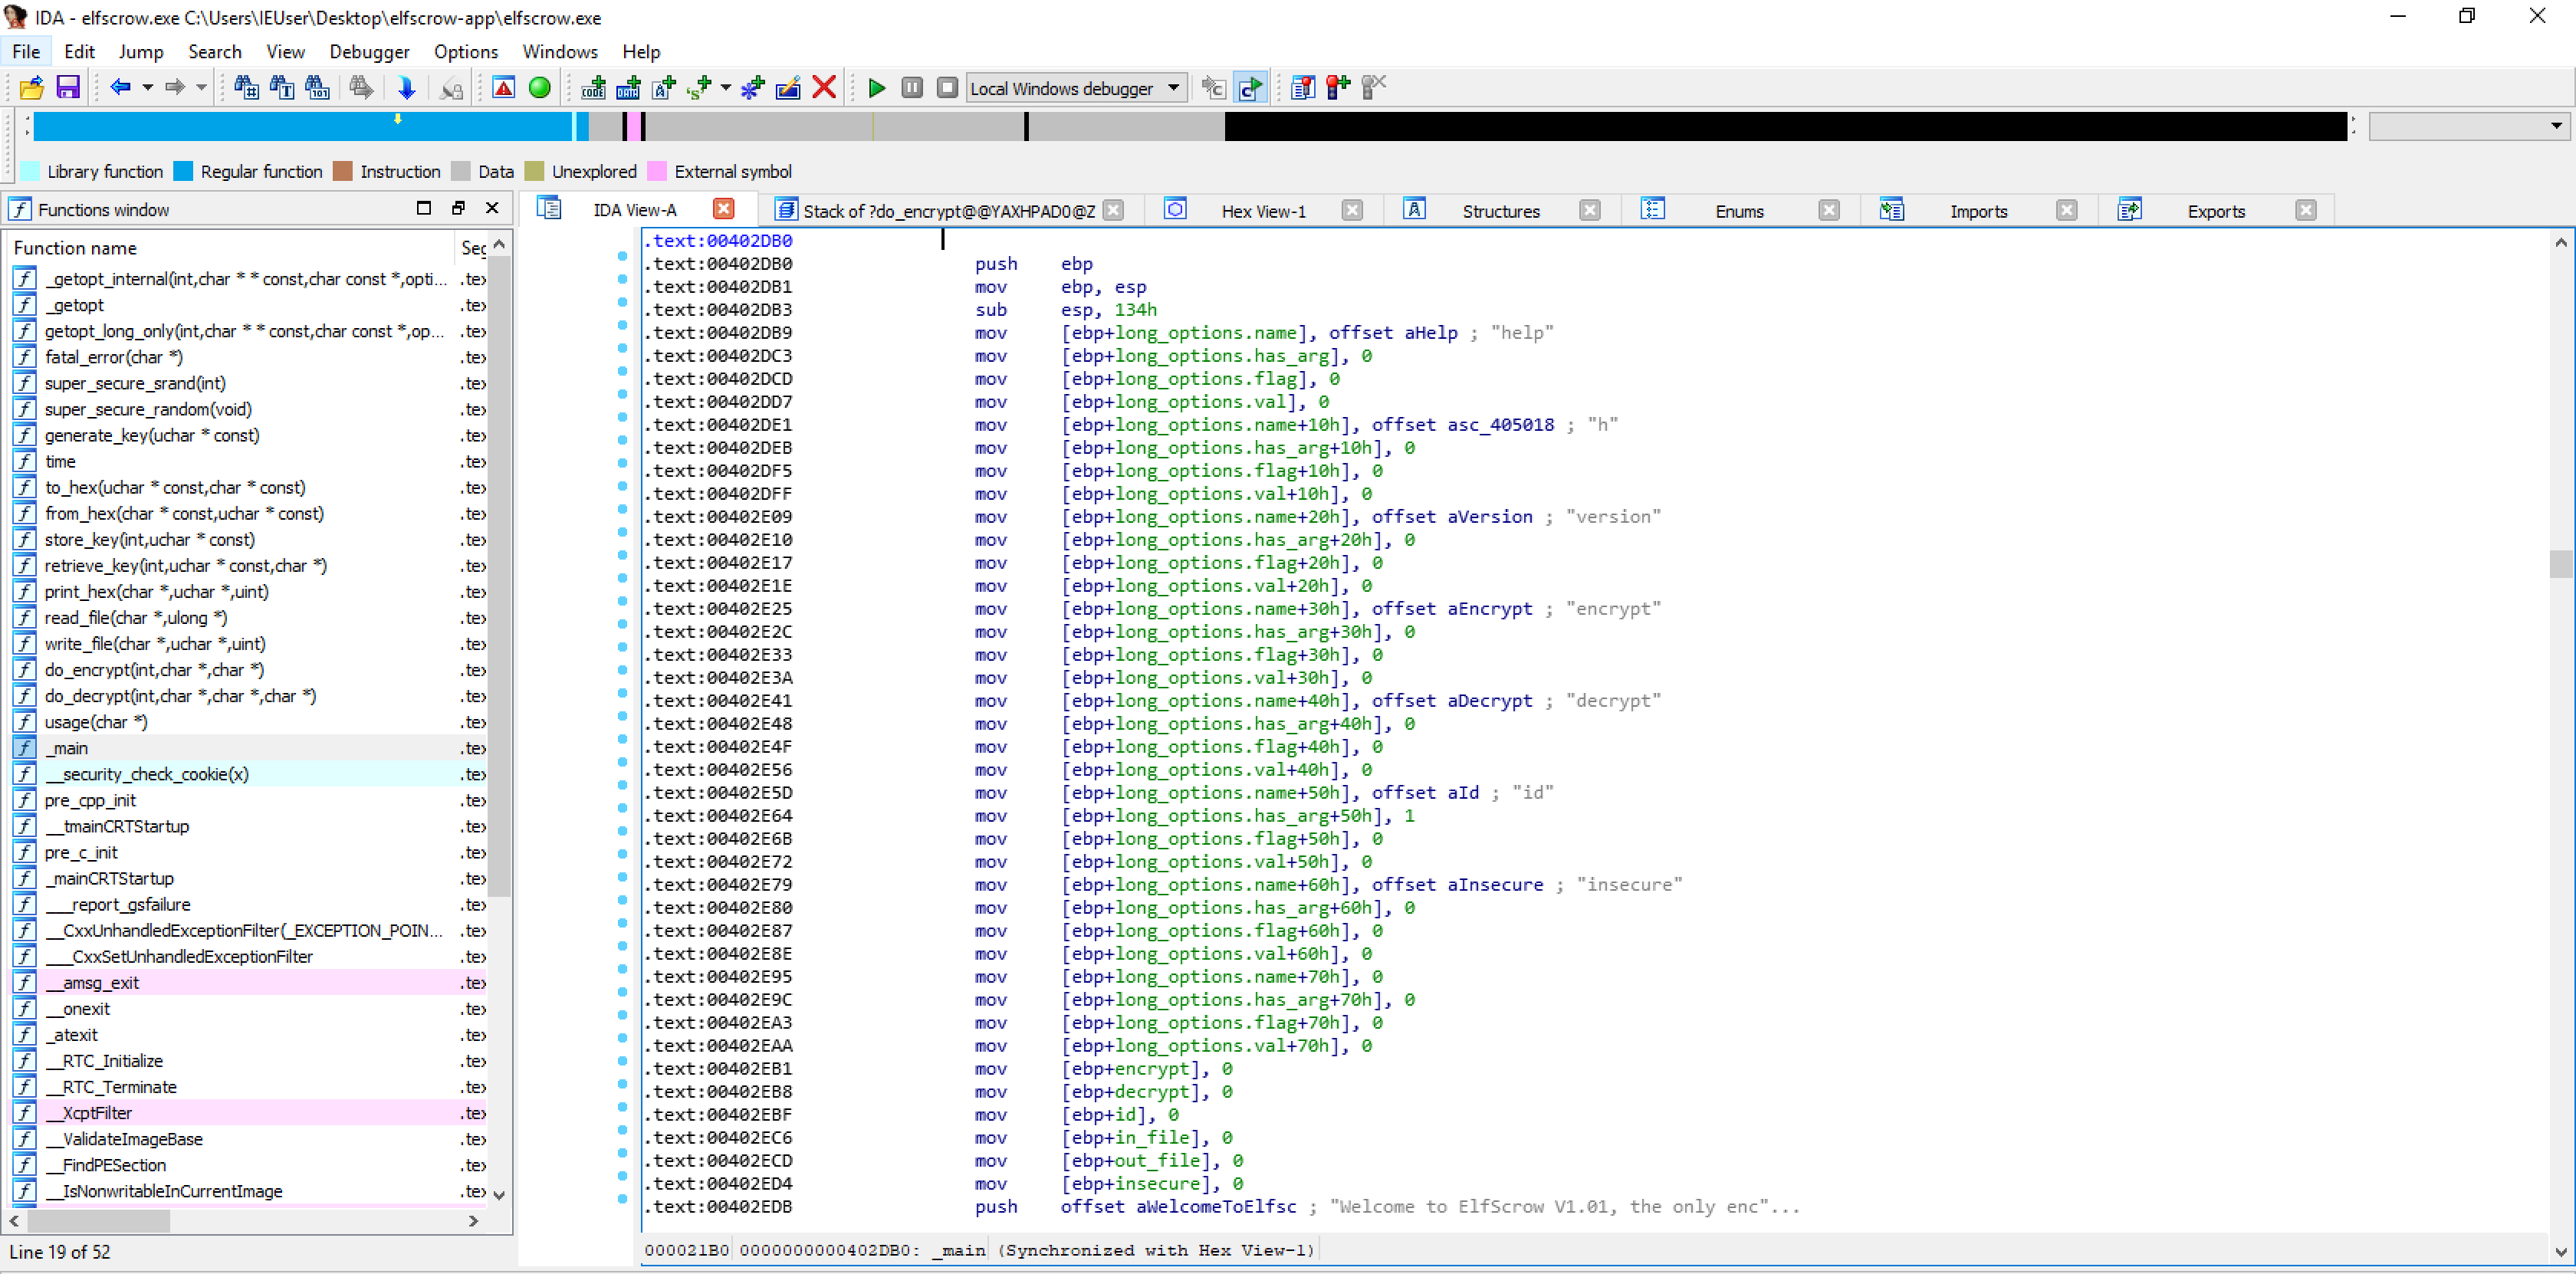 IDA - elfscrow.exe C:\Users\IEUser\Desktop\elfscrow-app\elfscrow.exe
File Edit Jump Search View Debugger Options Windows Help
Local Windows debugger
Library function Regular function Instruction Data Unexplored External symbol
Functions window
Function name Seg
_getopt_internal(int,char * * const,char const *,opti... .tex
_getopt .tex
getopt_long_only(int,char * * const,char const *,op... .tex
fatal_error(char *) .tex
super_secure_srand(int) .tex
super_secure_random(void) .tex
generate_key(uchar * const) .tex
time .tex
to_hex(uchar * const,char * const) .tex
from_hex(char * const,uchar * const) .tex
store_key(int,uchar * const) .tex
retrieve_key(int,uchar * const,char *) .tex
print_hex(char *,uchar *,uint) .tex
read_file(char *,ulong *) .tex
write_file(char *,uchar *,uint) .tex
do_encrypt(int,char *,char *) .tex
do_decrypt(int,char *,char *,char *) .tex
usage(char *) .tex
_main .tex
__security_check_cookie(x) .tex
pre_cpp_init .tex
__tmainCRTStartup .tex
pre_c_init .tex
_mainCRTStartup .tex
___report_gsfailure .tex
__CxxUnhandledExceptionFilter(_EXCEPTION_POIN... .tex
___CxxSetUnhandledExceptionFilter .tex
__amsg_exit .tex
__onexit .tex
_atexit .tex
__RTC_Initialize .tex
__RTC_Terminate .tex
__XcptFilter .tex
__ValidateImageBase .tex
__FindPESection .tex
__IsNonwritableInCurrentImage .tex
Line 19 of 52
IDA View-A Stack of ?do_encrypt@@YAXHPAD0@Z Hex View-1 Structures Enums Imports Exports
.text:00402DB0
.text:00402DB0 push ebp
.text:00402DB1 mov ebp, esp
.text:00402DB3 sub esp, 134h
.text:00402DB9 mov [ebp+long_options.name], offset aHelp ; "help"
.text:00402DC3 mov [ebp+long_options.has_arg], 0
.text:00402DCD mov [ebp+long_options.flag], 0
.text:00402DD7 mov [ebp+long_options.val], 0
.text:00402DE1 mov [ebp+long_options.name+10h], offset asc_405018 ; "h"
.text:00402DEB mov [ebp+long_options.has_arg+10h], 0
.text:00402DF5 mov [ebp+long_options.flag+10h], 0
.text:00402DFF mov [ebp+long_options.val+10h], 0
.text:00402E09 mov [ebp+long_options.name+20h], offset aVersion ; "version"
.text:00402E10 mov [ebp+long_options.has_arg+20h], 0
.text:00402E17 mov [ebp+long_options.flag+20h], 0
.text:00402E1E mov [ebp+long_options.val+20h], 0
.text:00402E25 mov [ebp+long_options.name+30h], offset aEncrypt ; "encrypt"
.text:00402E2C mov [ebp+long_options.has_arg+30h], 0
.text:00402E33 mov [ebp+long_options.flag+30h], 0
.text:00402E3A mov [ebp+long_options.val+30h], 0
.text:00402E41 mov [ebp+long_options.name+40h], offset aDecrypt ; "decrypt"
.text:00402E48 mov [ebp+long_options.has_arg+40h], 0
.text:00402E4F mov [ebp+long_options.flag+40h], 0
.text:00402E56 mov [ebp+long_options.val+40h], 0
.text:00402E5D mov [ebp+long_options.name+50h], offset aId ; "id"
.text:00402E64 mov [ebp+long_options.has_arg+50h], 1
.text:00402E6B mov [ebp+long_options.flag+50h], 0
.text:00402E72 mov [ebp+long_options.val+50h], 0
.text:00402E79 mov [ebp+long_options.name+60h], offset aInsecure ; "insecure"
.text:00402E80 mov [ebp+long_options.has_arg+60h], 0
.text:00402E87 mov [ebp+long_options.flag+60h], 0
.text:00402E8E mov [ebp+long_options.val+60h], 0
.text:00402E95 mov [ebp+long_options.name+70h], 0
.text:00402E9C mov [ebp+long_options.has_arg+70h], 0
.text:00402EA3 mov [ebp+long_options.flag+70h], 0
.text:00402EAA mov [ebp+long_options.val+70h], 0
.text:00402EB1 mov [ebp+encrypt], 0
.text:00402EB8 mov [ebp+decrypt], 0
.text:00402EBF mov [ebp+id], 0
.text:00402EC6 mov [ebp+in_file], 0
.text:00402ECD mov [ebp+out_file], 0
.text:00402ED4 mov [ebp+insecure], 0
.text:00402EDB push offset aWelcomeToElfsc ; "Welcome to ElfScrow V1.01, the only enc"...
000021B0 0000000000402DB0: _main (Synchronized with Hex View-1)